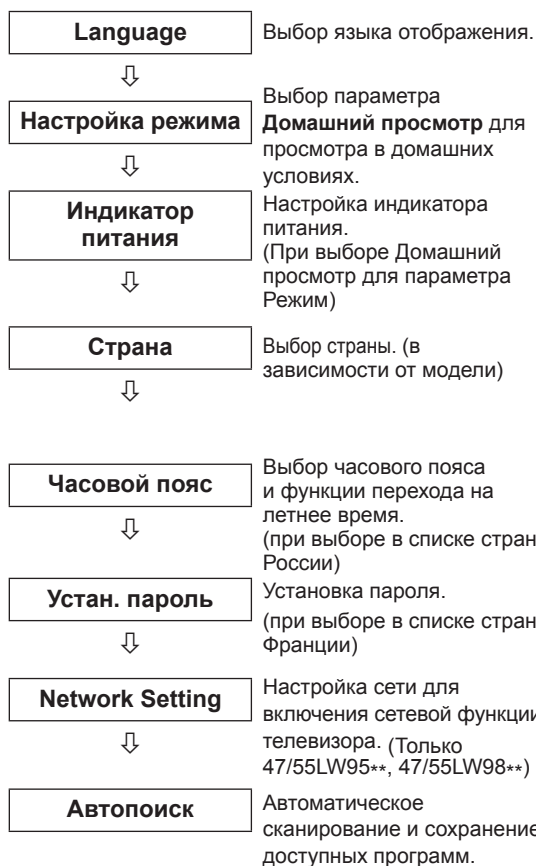 Language
Выбор языка отображения.
Настройка режима
Выбор параметра
Домашний просмотр для
просмотра в домашних
условиях.
Индикатор
питания
Настройка индикатора
питания.
(При выборе Домашний
просмотр для параметра
Режим)
Страна
Выбор страны. (в
зависимости от модели)
Часовой пояс
Выбор часового пояса
и функции перехода на
летнее время.
(при выборе в списке стран
России)
Устан. пароль
Установка пароля.
(при выборе в списке стран
Франции)
Network Setting
Настройка сети для
включения сетевой функции
телевизора. (Только
47/55LW95**, 47/55LW98**)
Автопоиск
Автоматическое
сканирование и сохранение
доступных программ.